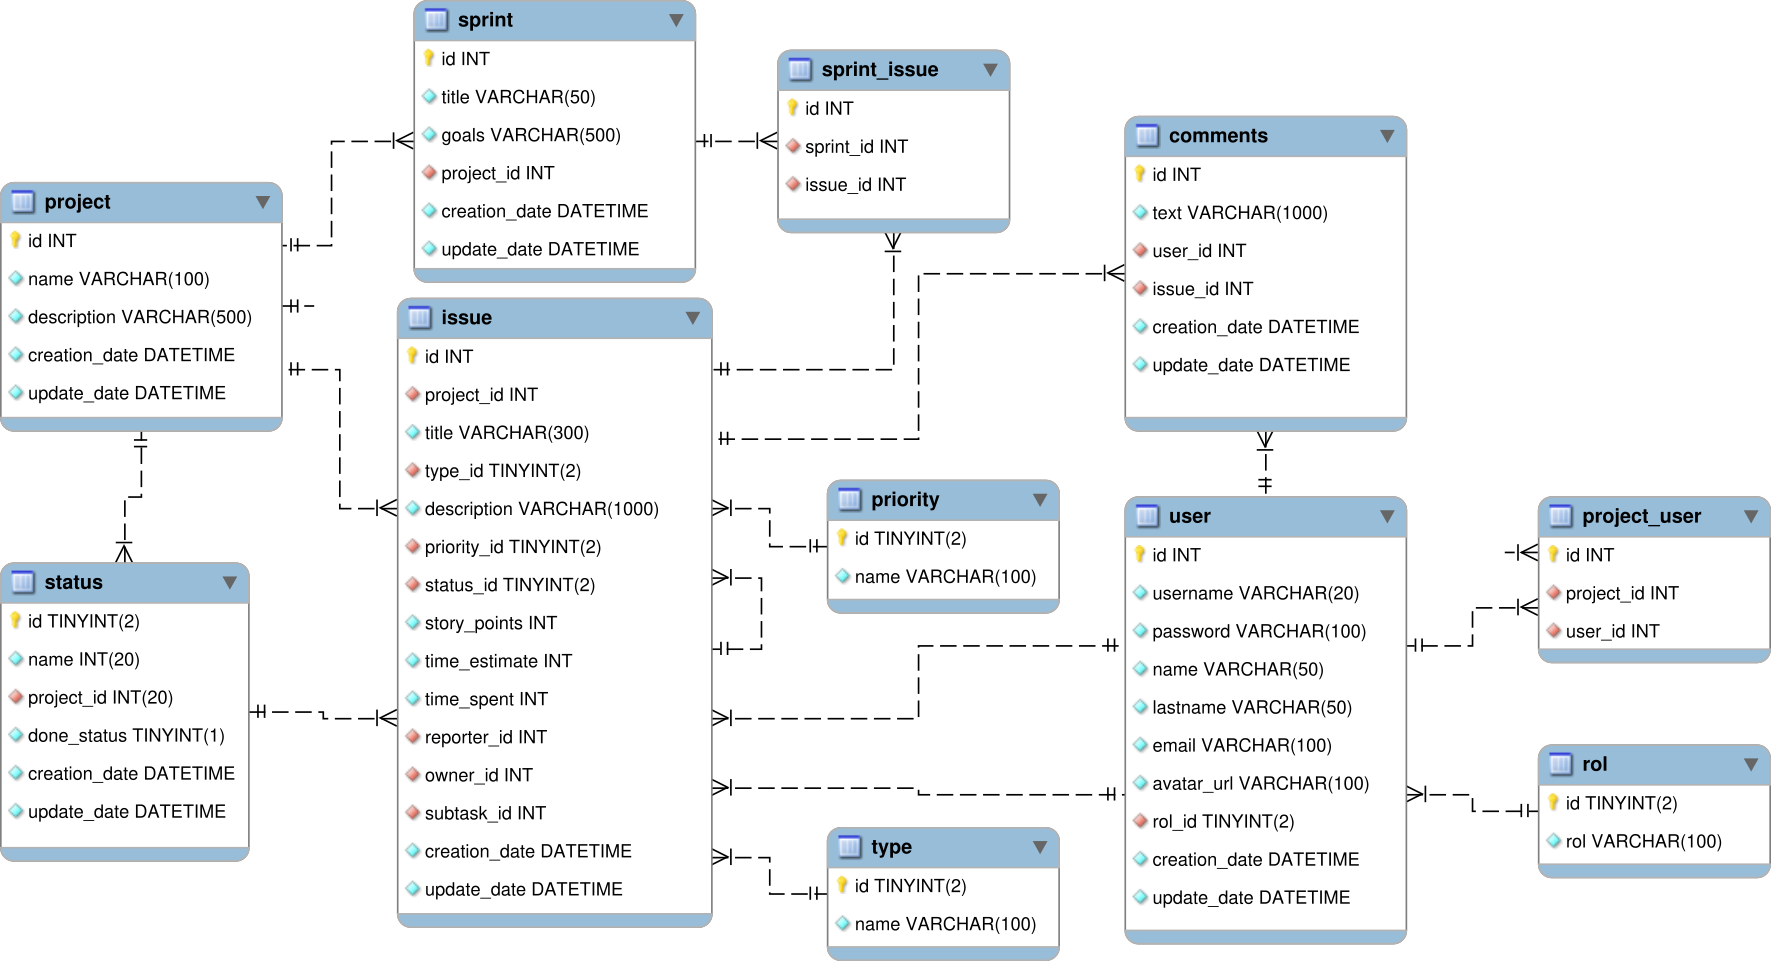 sprint
id INT
title VARCHAR(50)
goals VARCHAR(500)
project_id INT
creation_date DATETIME
update_date DATETIME
sprint_issue
id INT
sprint_id INT
issue_id INT
comments
id INT
text VARCHAR(1000)
user_id INT
issue_id INT
creation_date DATETIME
update_date DATETIME
project
id INT
name VARCHAR(100)
description VARCHAR(500)
creation_date DATETIME
update_date DATETIME
issue
id INT
project_id INT
title VARCHAR(300)
type_id TINYINT(2)
description VARCHAR(1000)
priority_id TINYINT(2)
status_id TINYINT(2)
story_points INT
time_estimate INT
time_spent INT
reporter_id INT
owner_id INT
subtask_id INT
creation_date DATETIME
update_date DATETIME
priority
id TINYINT(2)
name VARCHAR(100)
user
id INT
username VARCHAR(20)
password VARCHAR(100)
name VARCHAR(50)
lastname VARCHAR(50)
email VARCHAR(100)
avatar_url VARCHAR(100)
rol_id TINYINT(2)
creation_date DATETIME
update_date DATETIME
project_user
id INT
project_id INT
user_id INT
status
id TINYINT(2)
name INT(20)
project_id INT(20)
done_status TINYINT(1)
creation_date DATETIME
update_date DATETIME
rol
id TINYINT(2)
rol VARCHAR(100)
type
id TINYINT(2)
name VARCHAR(100)